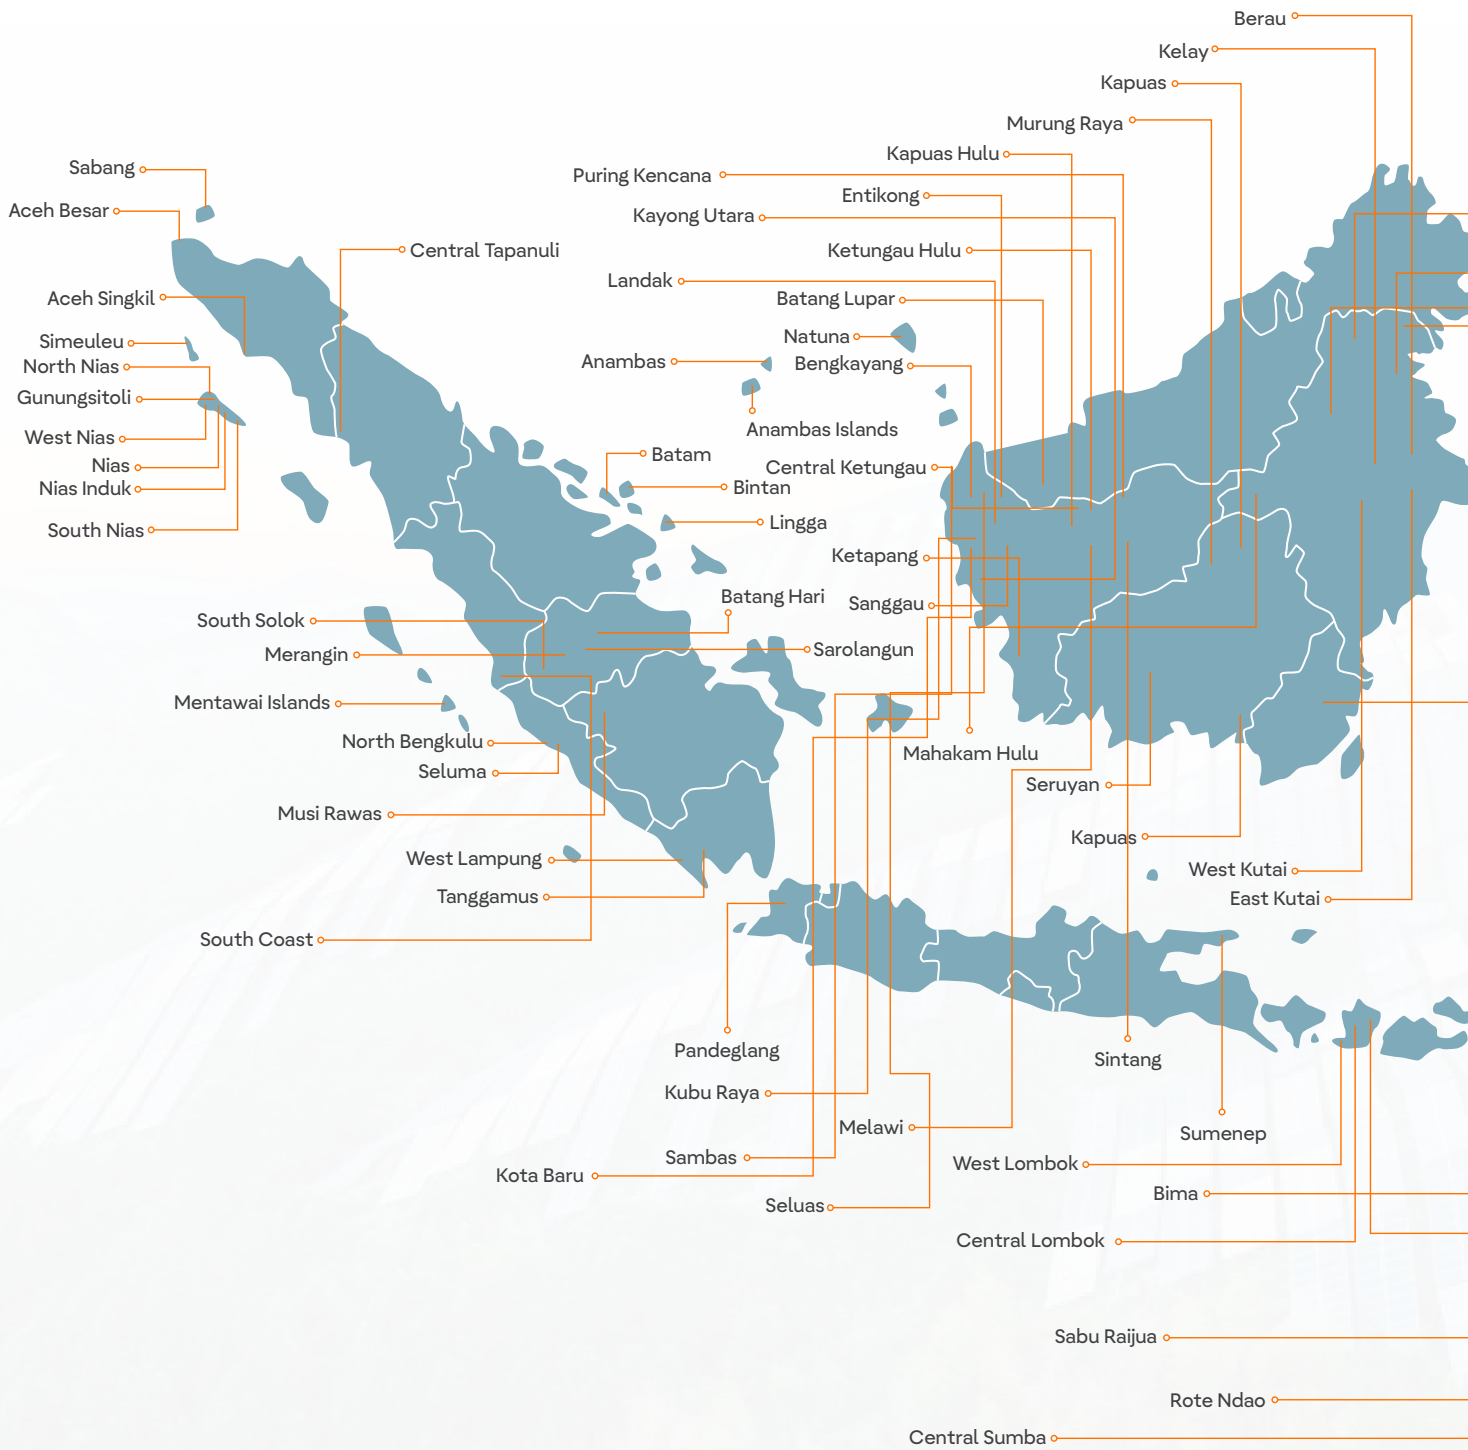 Berau
Kelay
Kapuas
Murung Raya
Kapuas Hulu
Sabang
Puring Kencana
Entikong
Aceh Besar
Kayong Utara
Central Tapanuli
Ketungau Hulu
Landak
Aceh Singkil
Batang Lupar
Natuna
Simeuleu
Anambas
Bengkayang
North Nias
Gunungsitoli
Anambas Islands
West Nias
Batam
Nias
Central Ketungau
Nias Induk
Bintan
Lingga
South Nias
Ketapang
Batang Hari
Sanggau
South Solok
Sarolangun
Merangin
Mentawai Islands
North Bengkulu
Mahakam Hulu
Seluma
Seruyan
Musi Rawas
Kapuas
West Lampung
West Kutai
Tanggamus
East Kutai
South Coast
Pandeglang
Sintang
Kubu Raya
Melawi
Sumenep
Sambas
West Lombok
Kota Baru
Bima
Seluas
Central Lombok
Sabu Raijua
Rote Ndao
Central Sumba